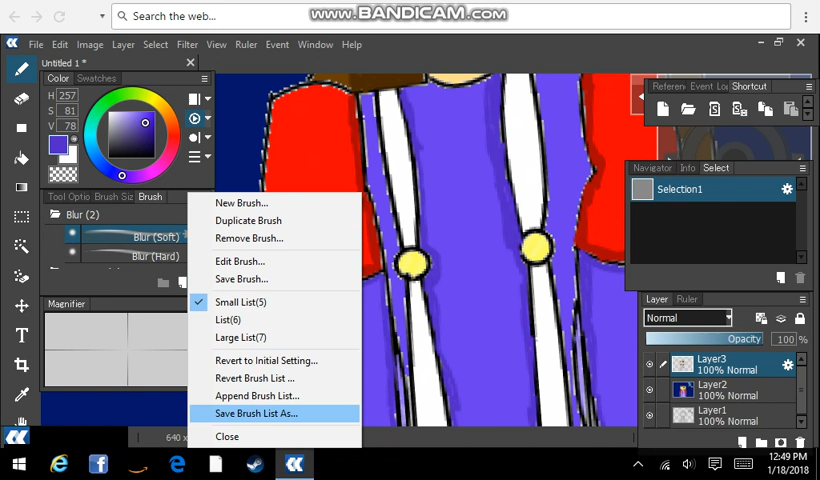 www.BANDICAM.com
Search the web...
File Edit Image Layer Select Filter View Ruler Event Window Help
Untitled 1 *
Color Swatches
H 257
S 81
V 78
Tool Optio Brush Siz Brush
Blur (2)
Blur (Soft)
Blur (Hard)
Magnifier
New Brush...
Duplicate Brush
Remove Brush...
Edit Brush...
Save Brush...
Small List(5)
List(6)
Large List(7)
Revert to Initial Setting...
Revert Brush List ...
Append Brush List...
Save Brush List As...
Close
640 x
Referen Event Lo Shortcut
Navigator Info Select
Selection1
Layer Ruler
Normal
Opacity 100 %
Layer3
100% Normal
Layer2
100% Normal
Layer1
100% Normal
12:49 PM
1/18/2018